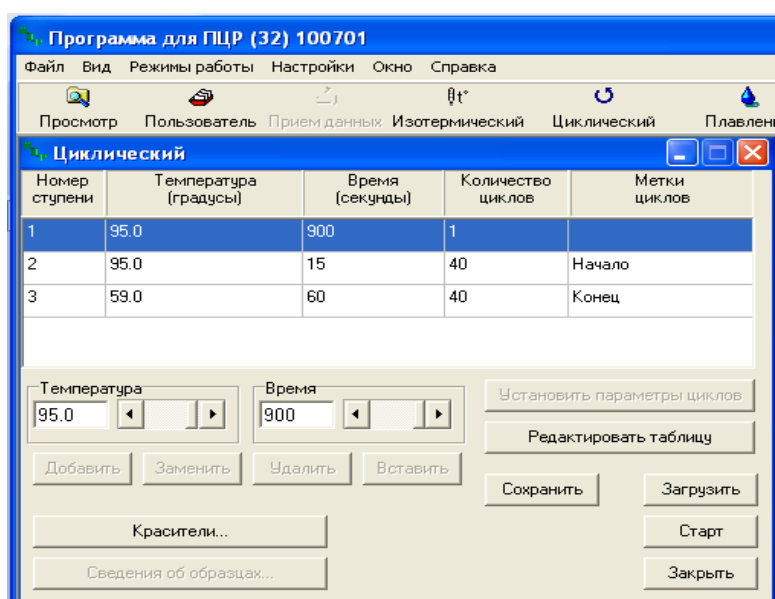 Программа для ПЦР (32) 100701
Файл Вид Режимы работы Настройки Окно Справка
Просмотр Пользователь Прием данных Изотермический Циклический Плавлен
Циклический
Номер ступени Температура (градусы) Время (секунды) Количество циклов Метки циклов
1 95.0 900 1
2 95.0 15 40 Начало
3 59.0 60 40 Конец
Температура Время
95.0 900
Установить параметры циклов
Редактировать таблицу
Добавить Заменить Удалить Вставить
Сохранить Загрузить
Красители... Старт
Сведения об образцах... Закрыть